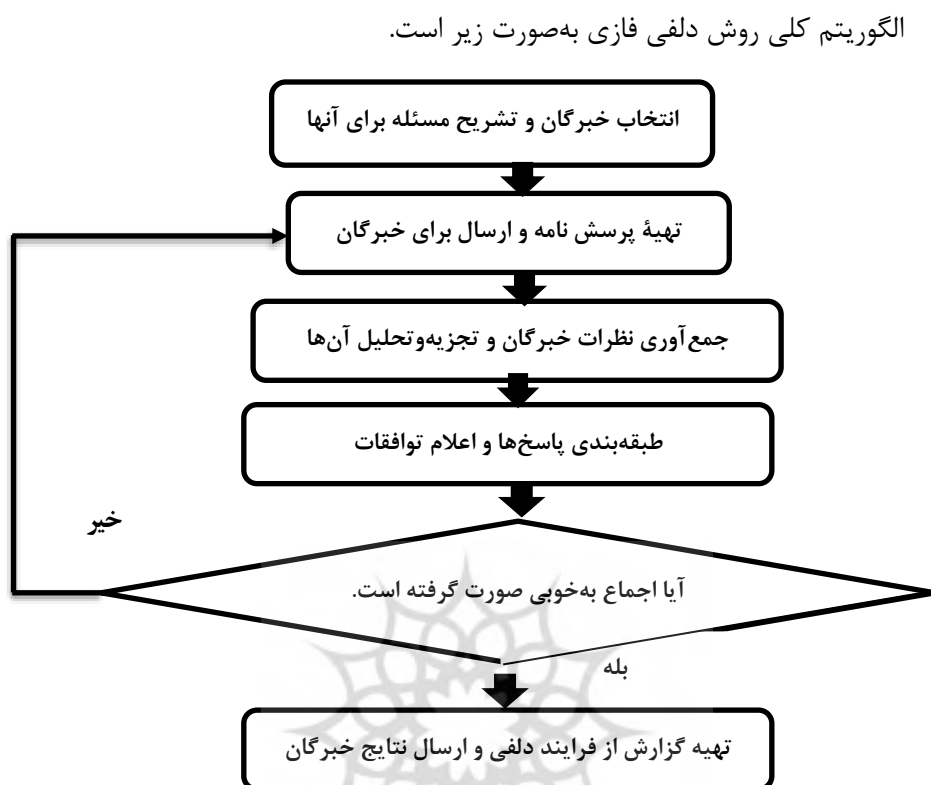 الگوریتم کلی روش دلفی فازی به‌صورت زیر است.
انتخاب خبرگان و تشریح مسئله برای آنها
تهیۀ پرسش نامه و ارسال برای خبرگان
جمع‌آوری نظرات خبرگان و تجزیه‌وتحلیل آن‌ها
طبقه‌بندی پاسخ‌ها و اعلام توافقات
خیر
آیا اجماع به‌خوبی صورت گرفته است.
بله
تهیه گزارش از فرایند دلفی و ارسال نتایج خبرگان